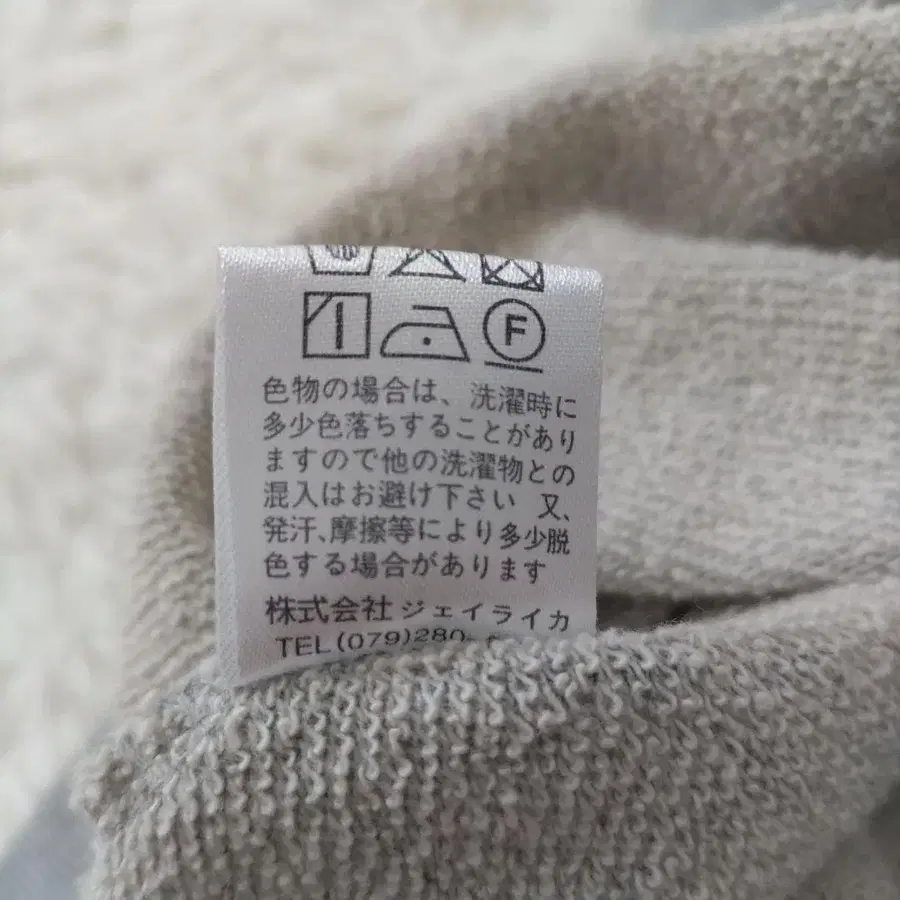 F
色物の場合は、洗濯時に
多少色落ちすることがあり
ますので他の洗濯物との
混入はお避け下さい 又、
発汗、摩擦等により多少脱
色する場合があります
株式会社ジェイライカ
TEL(079)280-